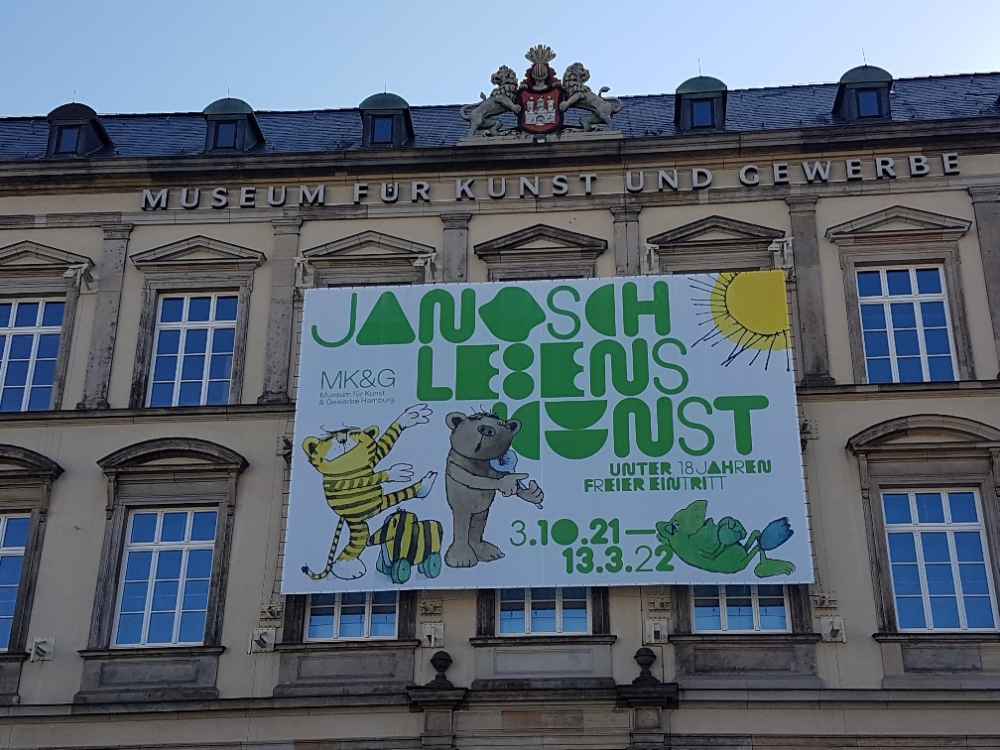 MUSEUM FÜR KUNST UND GEWERBE
JANOSCH
LEBENS
KUNST
MK&G
Museum für Kunst
& Gewerbe Hamburg
UNTER 18 JAHREN
FREIER EINTRITT
3.10.21—
13.3.22